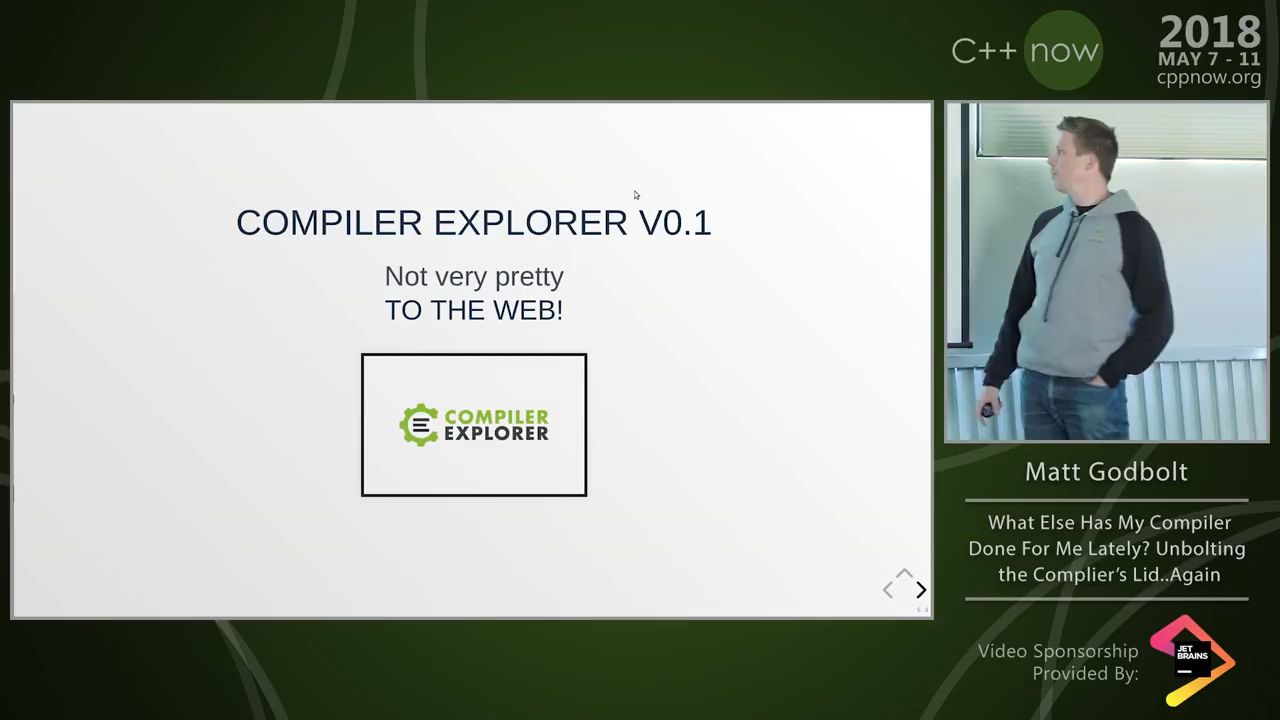 C++ now
2018
MAY 7 - 11
cppnow.org
COMPILER EXPLORER V0.1
Not very pretty
TO THE WEB!
COMPILER
EXPLORER
Matt Godbolt
What Else Has My Compiler
Done For Me Lately? Unbolting
the Complier's Lid..Again
Video Sponsorship
Provided By:
JET
BRAINS